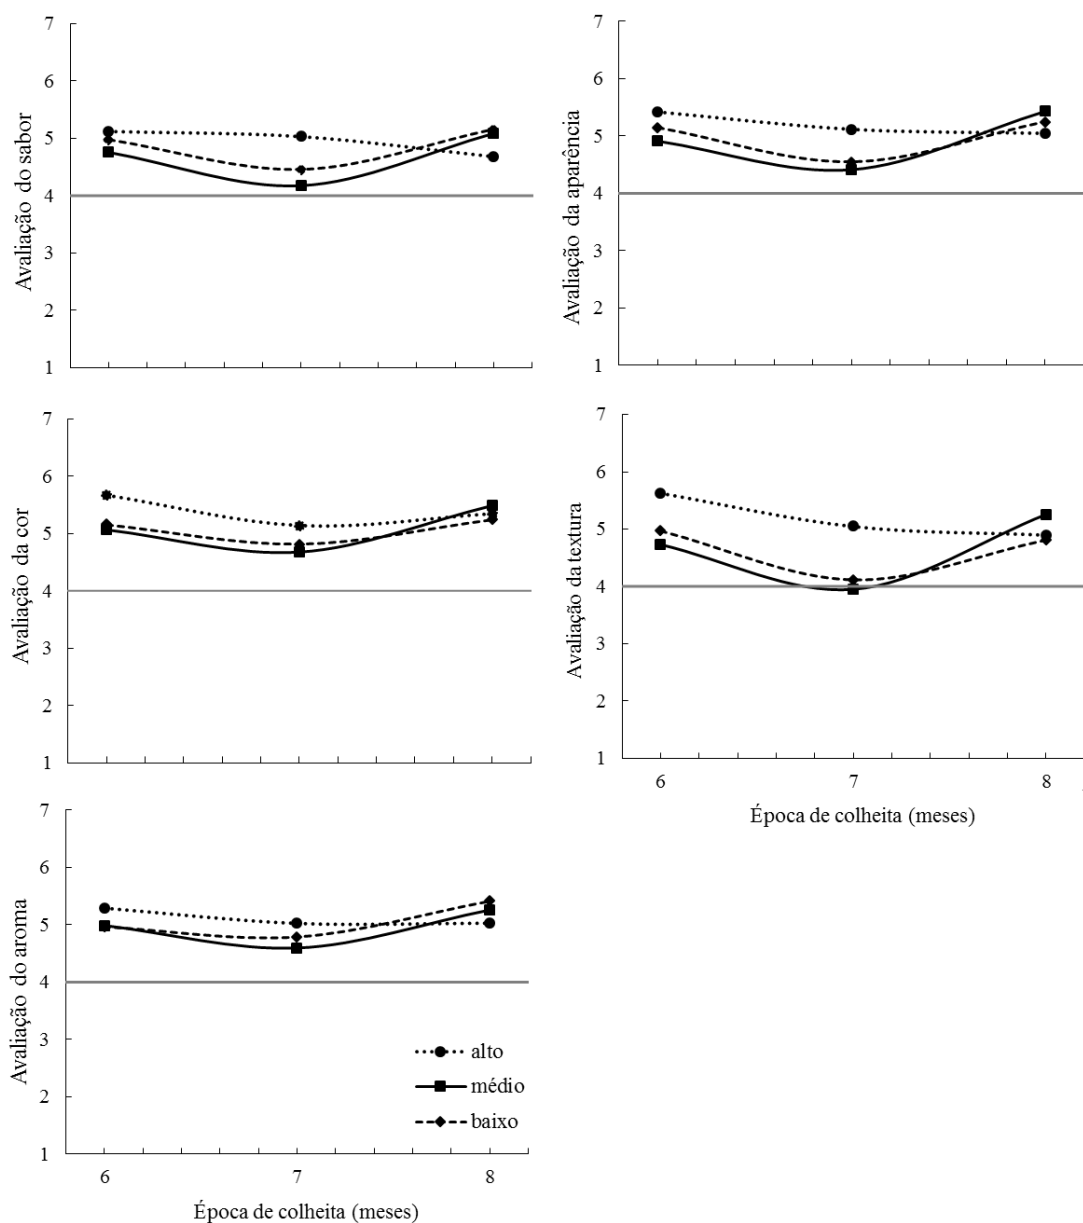 Avaliação do sabor
7
6
5
4
3
2
1
Avaliação da aparência
7
6
5
4
3
2
1
Avaliação da cor
7
6
5
4
3
2
1
Avaliação da textura
7
6
5
4
3
2
1
6 7 8
Época de colheita (meses)
Avaliação do aroma
7
6
5
4
3
2
1
alto
médio
baixo
6 7 8
Época de colheita (meses)